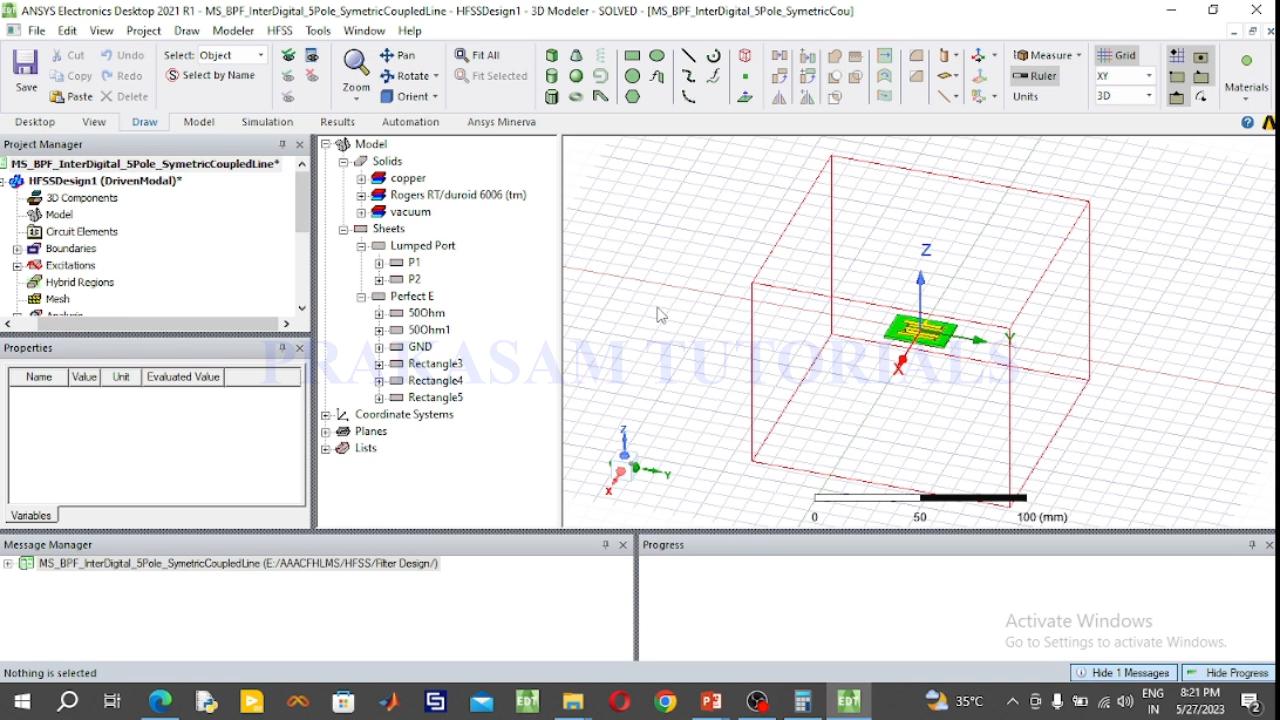 ANSYS Electronics Desktop 2021 R1 - MS_BPF_InterDigital_5Pole_SymetricCoupledLine - HFSSDesign1 - 3D Modeler - SOLVED - [MS_BPF_InterDigital_5Pole_SymetricCou]
File Edit View Project Draw Modeler HFSS Tools Window Help
Save
Cut Undo
Copy Redo
Paste Delete
Select: Object
Select by Name
Zoom
Pan
Rotate
Orient
Fit All
Fit Selected
Measure
Ruler
Units
Grid
XY
3D
Materials
Desktop View Draw Model Simulation Results Automation Ansys Minerva
Project Manager
MS_BPF_InterDigital_5Pole_SymetricCoupledLine*
HFSSDesign1 (DrivenModal)*
3D Components
Model
Circuit Elements
Boundaries
Excitations
Hybrid Regions
Mesh
Analysis
Properties
Name Value Unit Evaluated Value
Variables
Model
Solids
copper
Rogers RT/duroid 6006 (tm)
vacuum
Sheets
Lumped Port
P1
P2
Perfect E
50Ohm
50Ohm1
GND
Rectangle3
Rectangle4
Rectangle5
Coordinate Systems
Planes
Lists
Z
Y
X
Z
Y
X
0 50 100 (mm)
PRAKASAM TUTORIALS
Message Manager
MS_BPF_InterDigital_5Pole_SymetricCoupledLine (E:/AAACFHLMS/HFSS/Filter Design/)
Progress
Activate Windows
Go to Settings to activate Windows.
Nothing is selected
Hide 1 Messages Hide Progress
35°C
ENG
IN
8:21 PM
5/27/2023
2